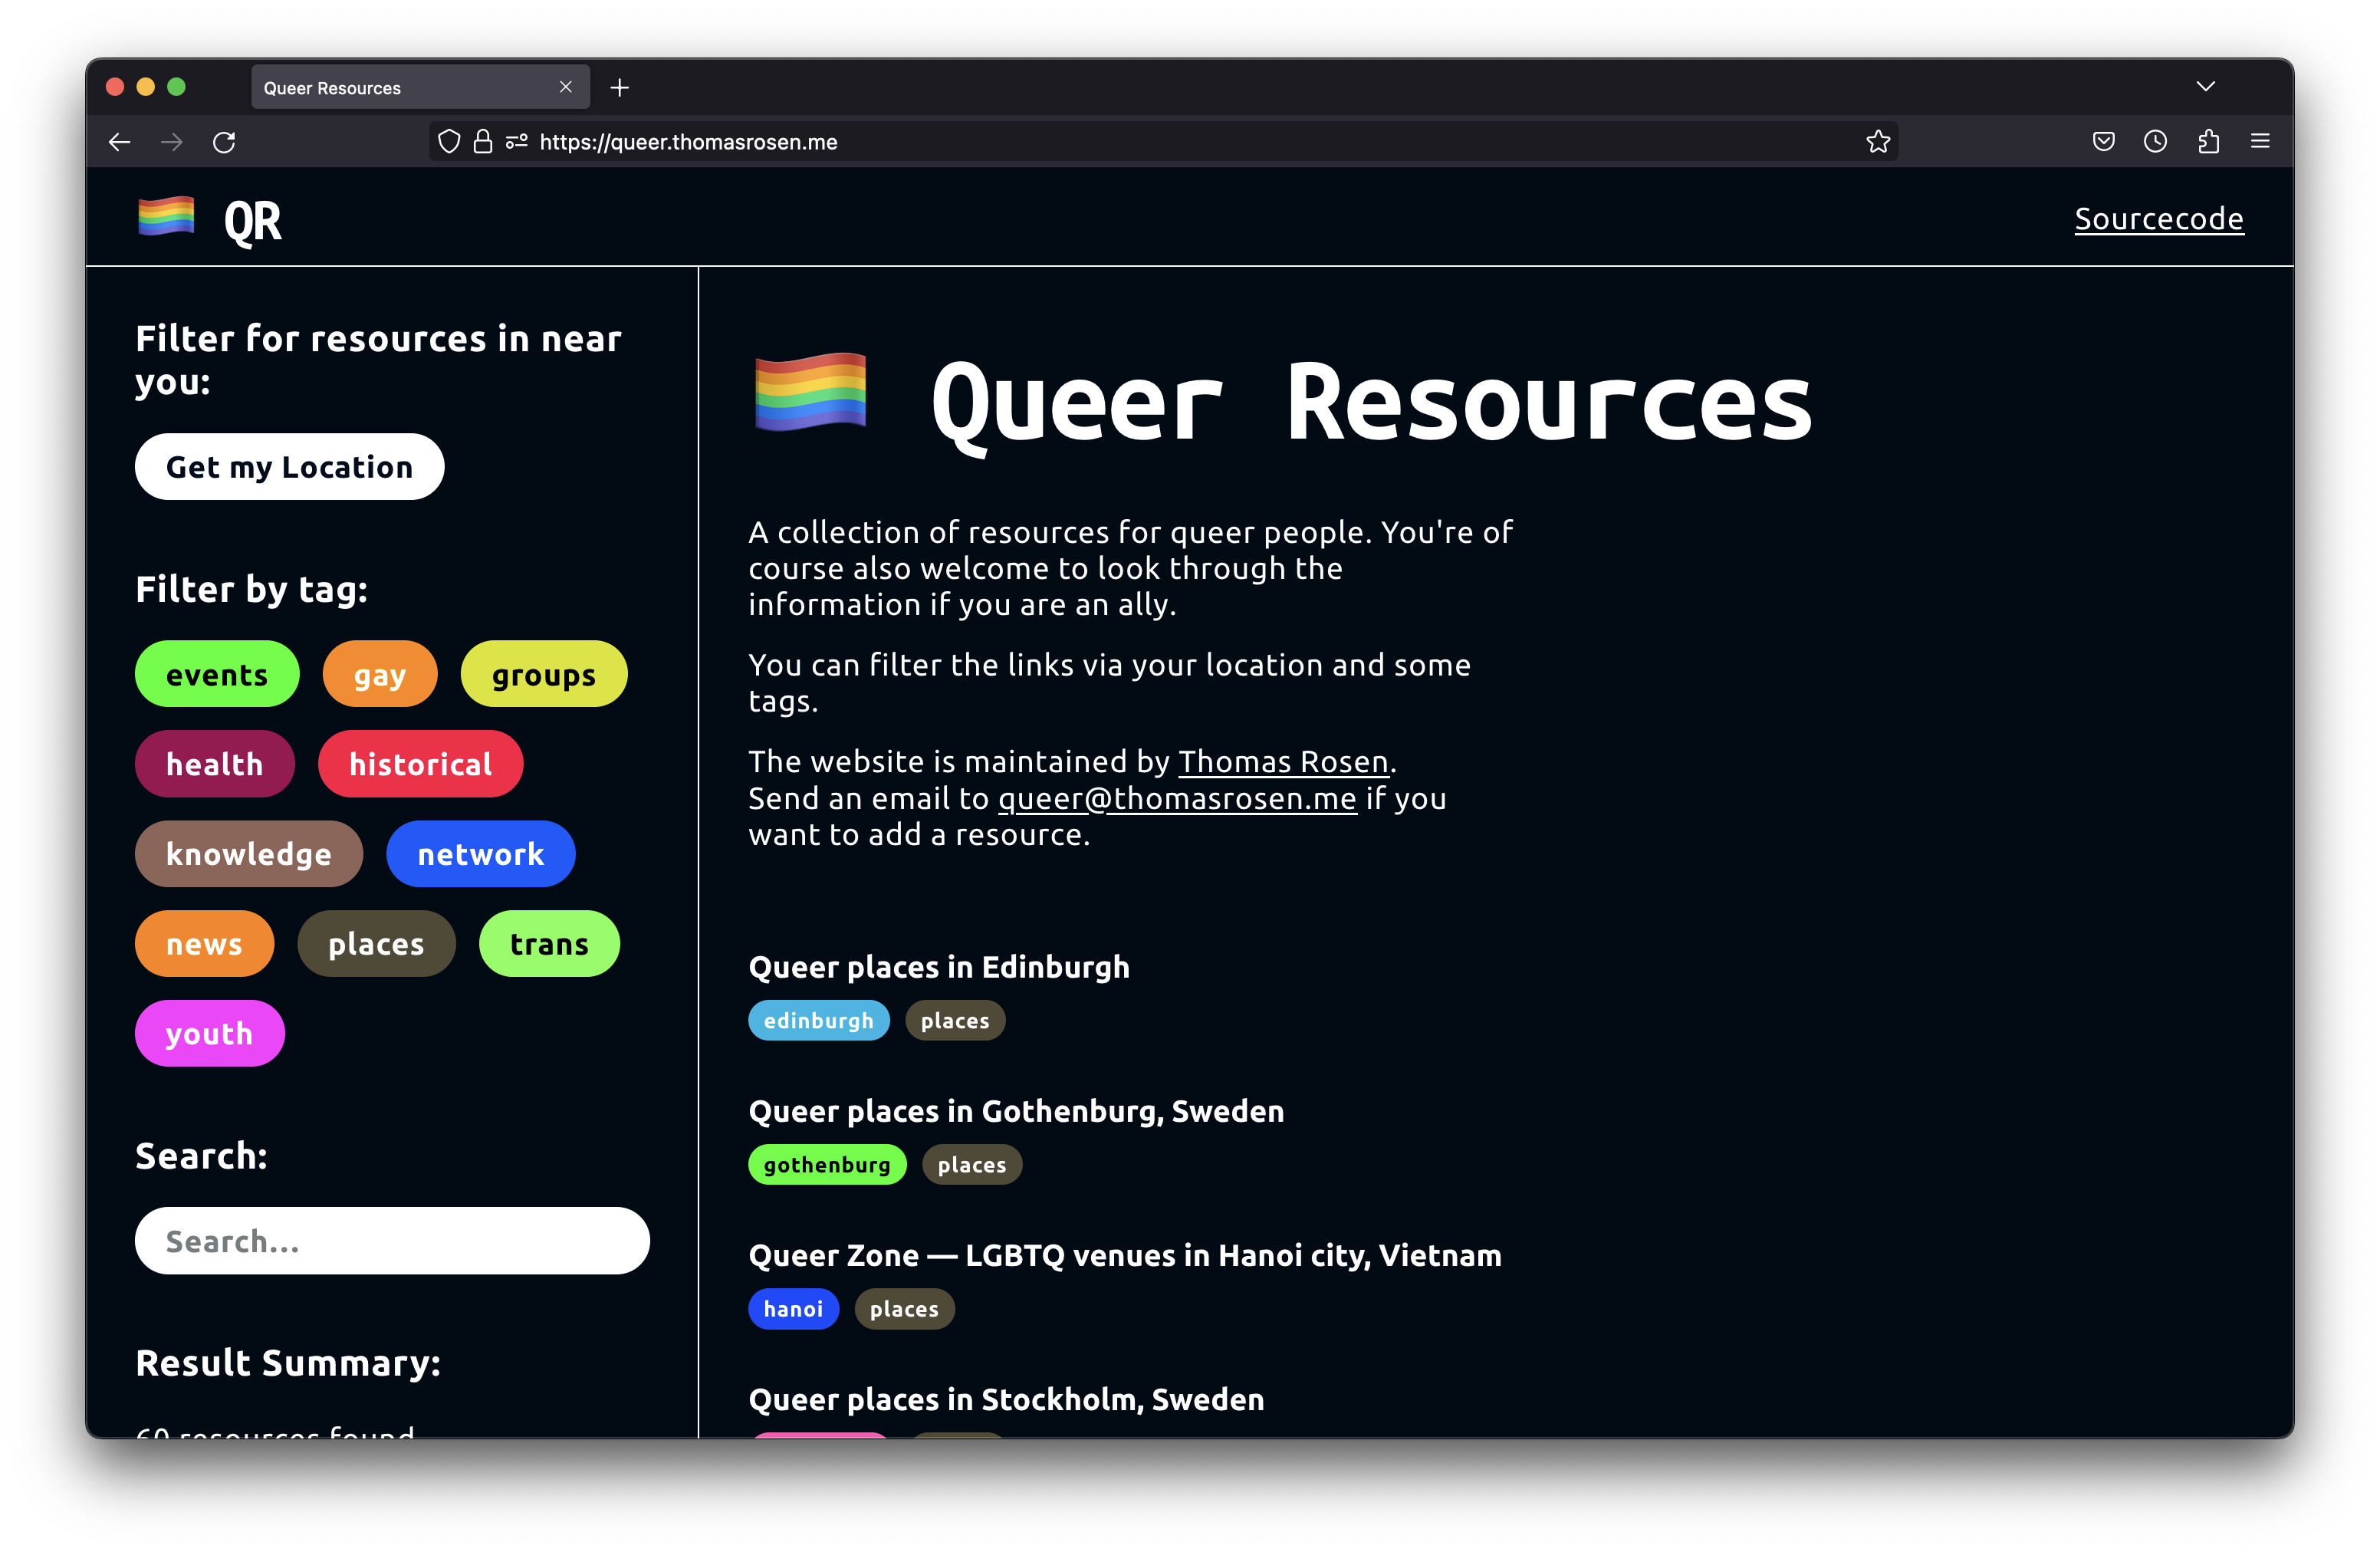 Queer Resources
https://queer.thomasrosen.me
QR
Sourcecode
Filter for resources in near
you:
Get my Location
Filter by tag:
events gay groups
health historical
knowledge network
news places trans
youth
Search:
Search...
Result Summary:
60 resources found
Queer Resources
A collection of resources for queer people. You're of
course also welcome to look through the
information if you are an ally.
You can filter the links via your location and some
tags.
The website is maintained by Thomas Rosen.
Send an email to queer@thomasrosen.me if you
want to add a resource.
Queer places in Edinburgh
edinburgh places
Queer places in Gothenburg, Sweden
gothenburg places
Queer Zone — LGBTQ venues in Hanoi city, Vietnam
hanoi places
Queer places in Stockholm, Sweden